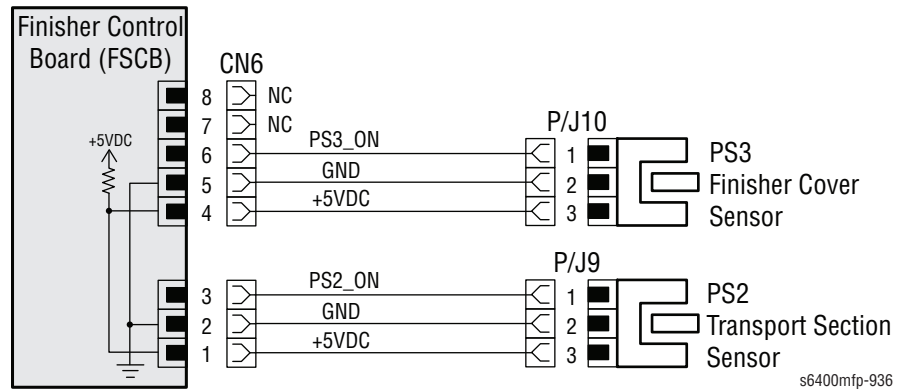 Finisher Control
Board (FSCB)
CN6
8 NC
7 NC
+5VDC
P/J10
6 PS3_ON 1
5 GND 2
4 +5VDC 3
PS3
Finisher Cover
Sensor
P/J9
3 PS2_ON 1
2 GND 2
1 +5VDC 3
PS2
Transport Section
Sensor
s6400mfp-936